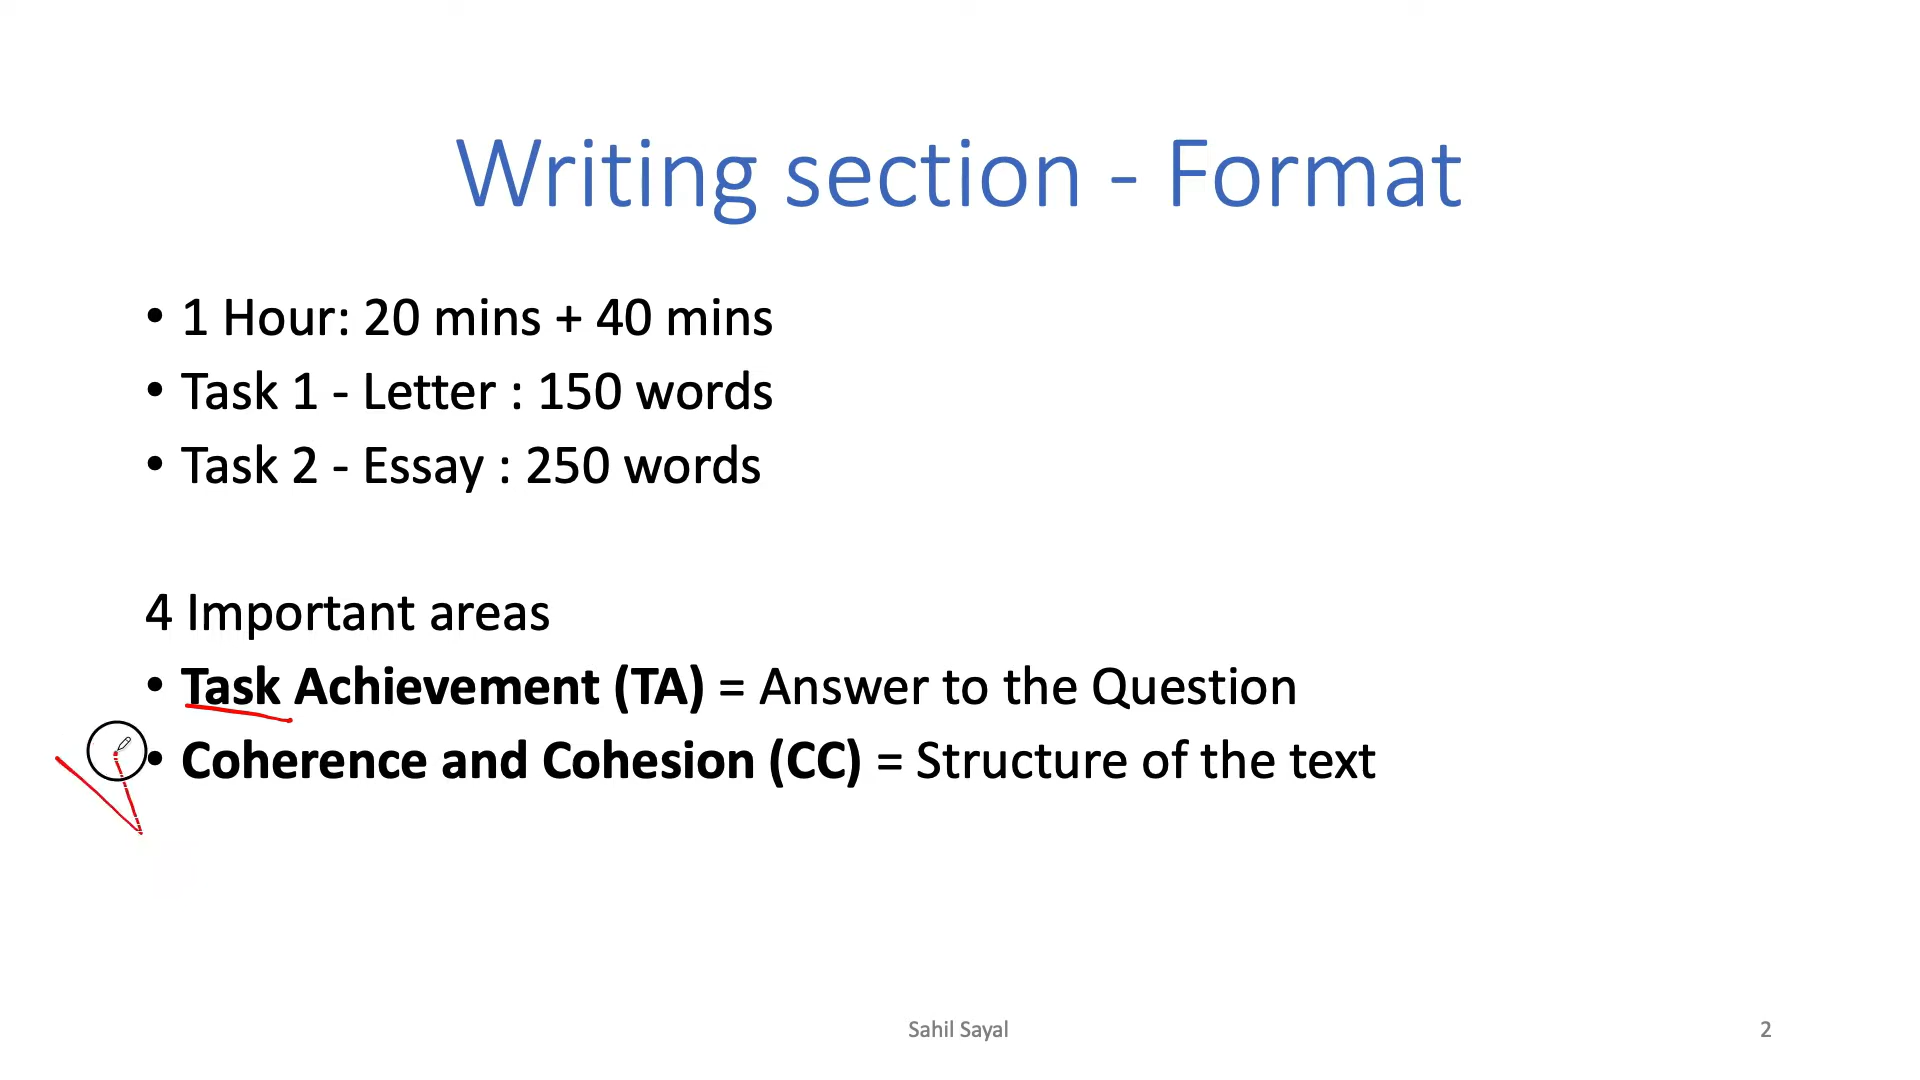 Writing section - Format
• 1 Hour: 20 mins + 40 mins
• Task 1 - Letter : 150 words
• Task 2 - Essay : 250 words
4 Important areas
• Task Achievement (TA) = Answer to the Question
• Coherence and Cohesion (CC) = Structure of the text
Sahil Sayal
2